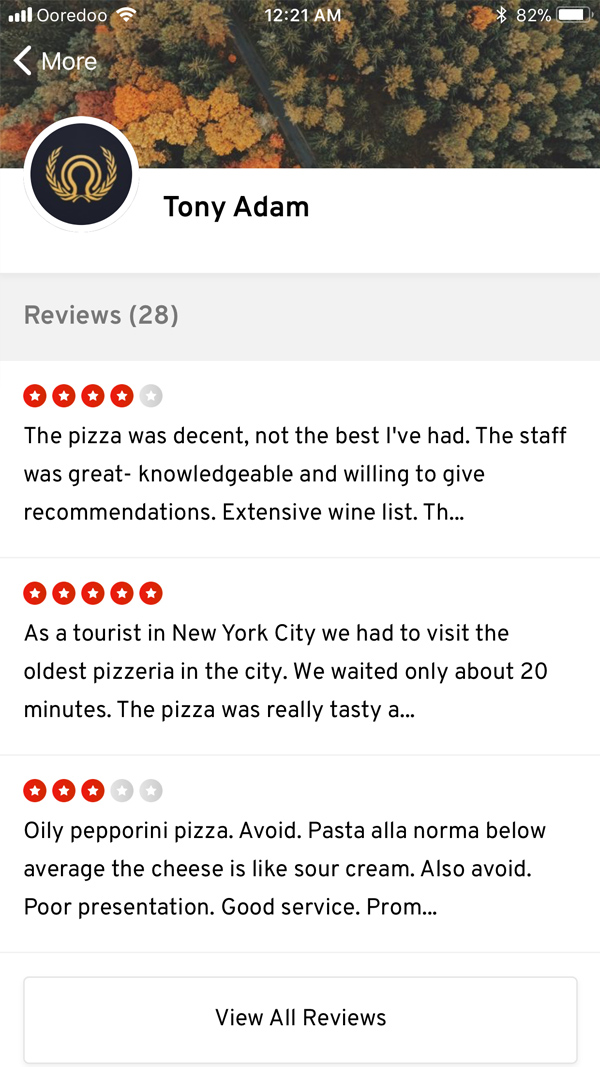 Ooredoo 12:21 AM 82%
More
Tony Adam
Reviews (28)
The pizza was decent, not the best I've had. The staff
was great- knowledgeable and willing to give
recommendations. Extensive wine list. Th...
As a tourist in New York City we had to visit the
oldest pizzeria in the city. We waited only about 20
minutes. The pizza was really tasty a...
Oily pepporini pizza. Avoid. Pasta alla norma below
average the cheese is like sour cream. Also avoid.
Poor presentation. Good service. Prom...
View All Reviews